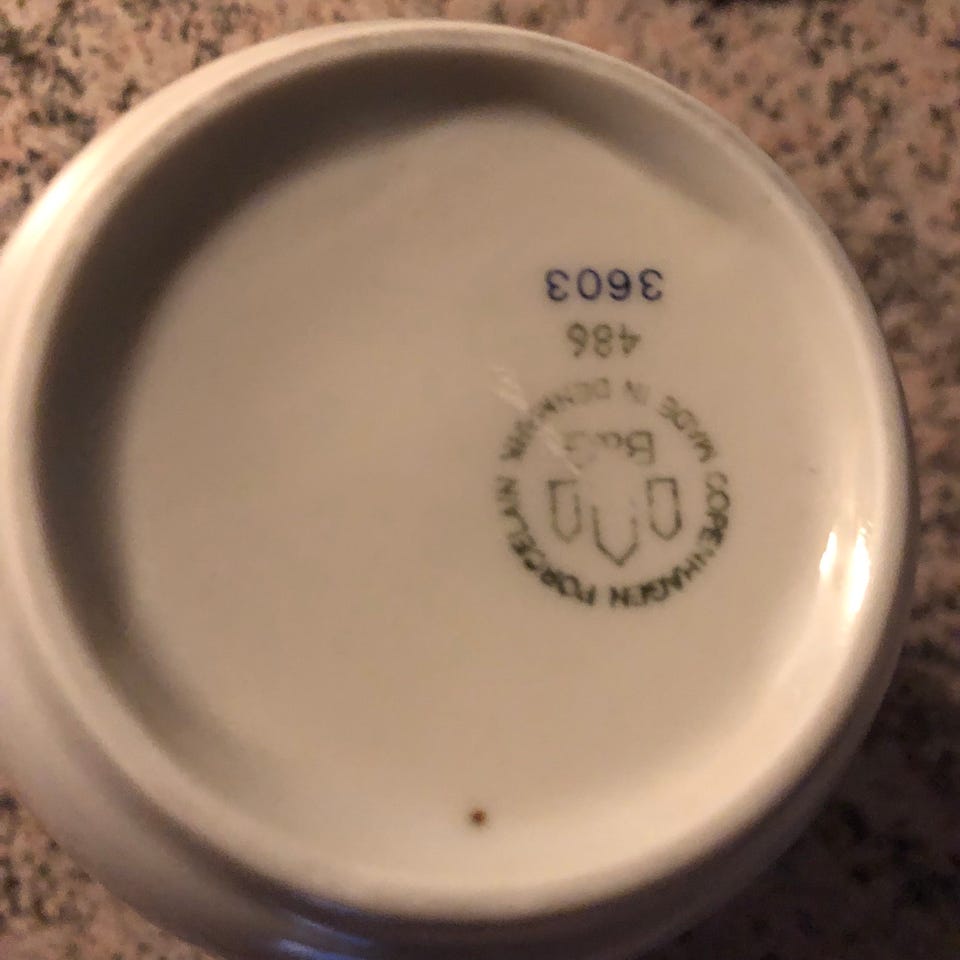 COPENHAGEN PORCELAIN
B&G
MADE IN DENMARK
486
3603